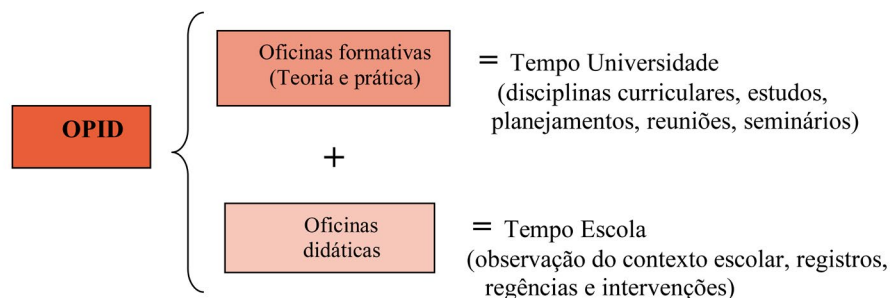 OPID
Oficinas formativas
(Teoria e prática)
= Tempo Universidade
(disciplinas curriculares, estudos,
planejamentos, reuniões, seminários)
+
Oficinas
didáticas
= Tempo Escola
(observação do contexto escolar, registros,
regências e intervenções)